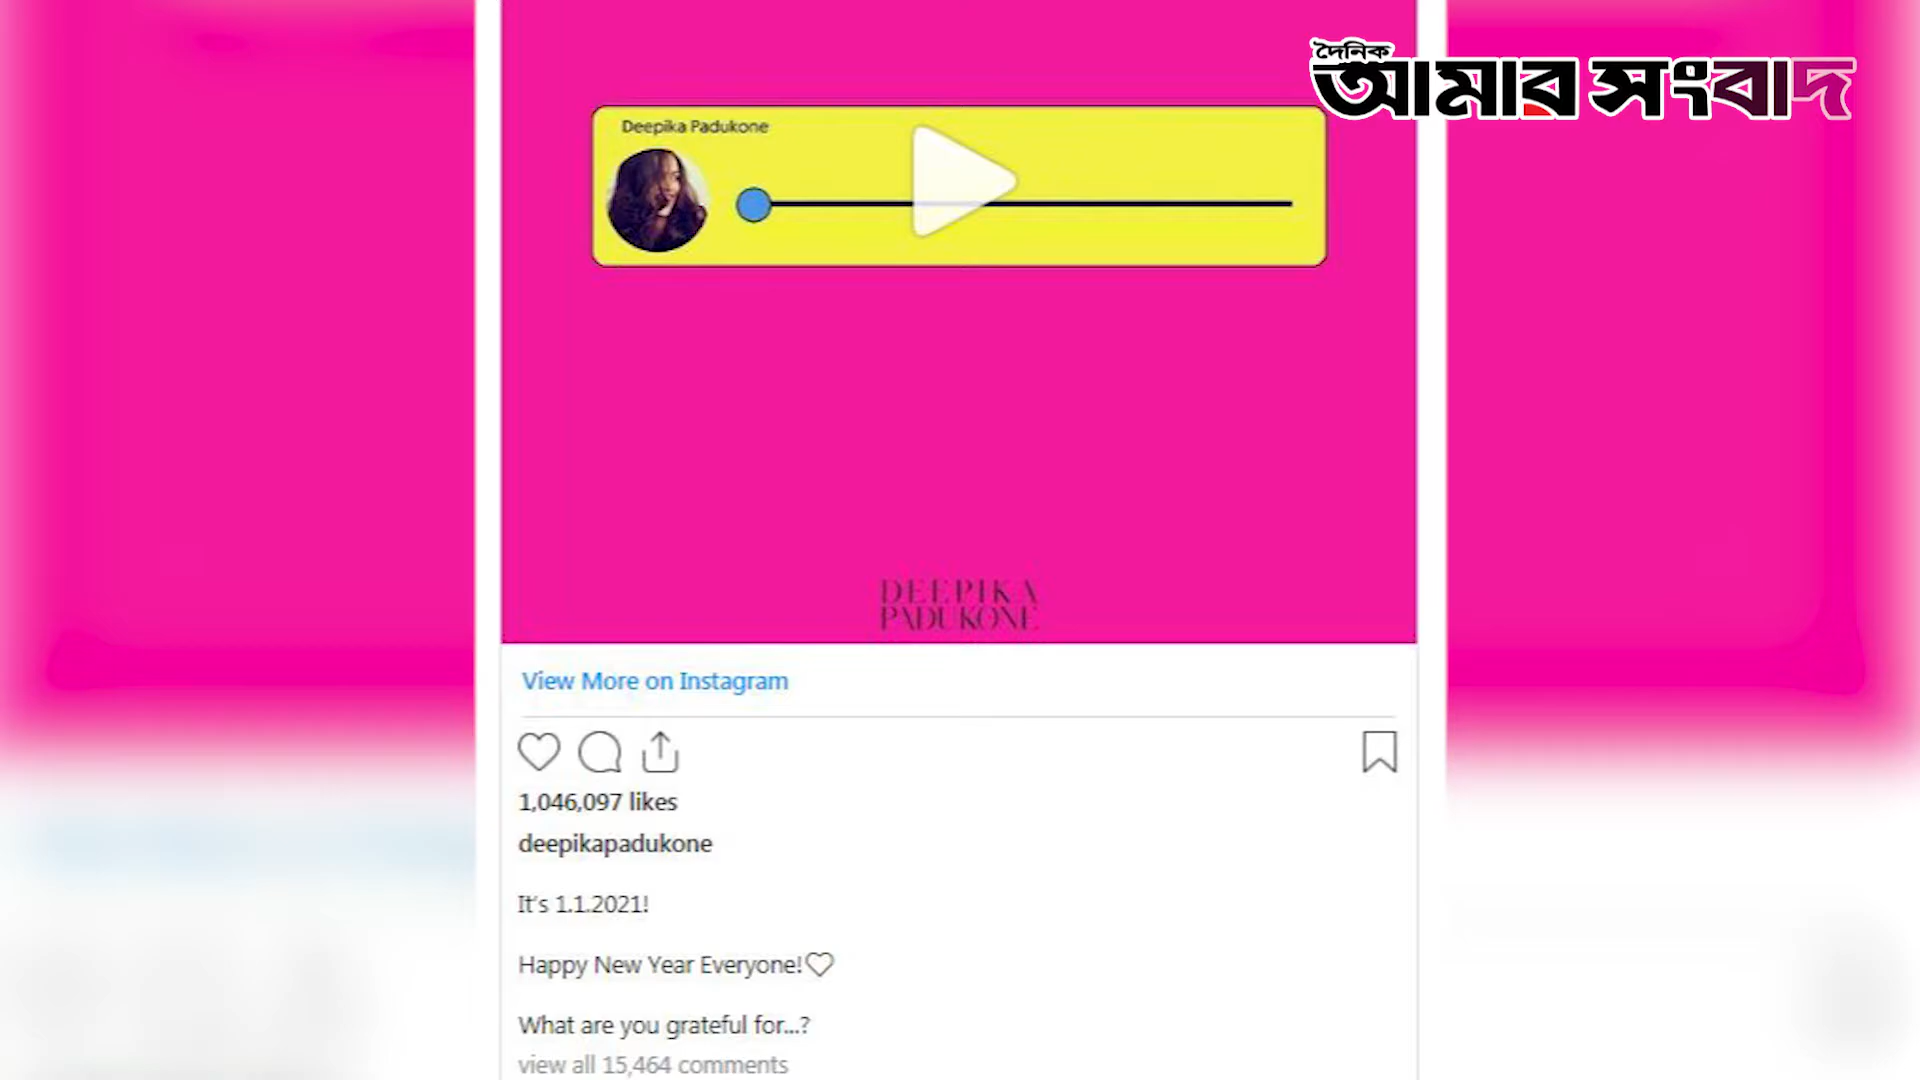 দৈনিক
আমার সংবাদ
Deepika Padukone
DEEPIKA
PADUKONE
View More on Instagram
1,046,097 likes
deepikapadukone
It's 1.1.2021!
Happy New Year Everyone!♡
What are you grateful for...?
view all 15,464 comments